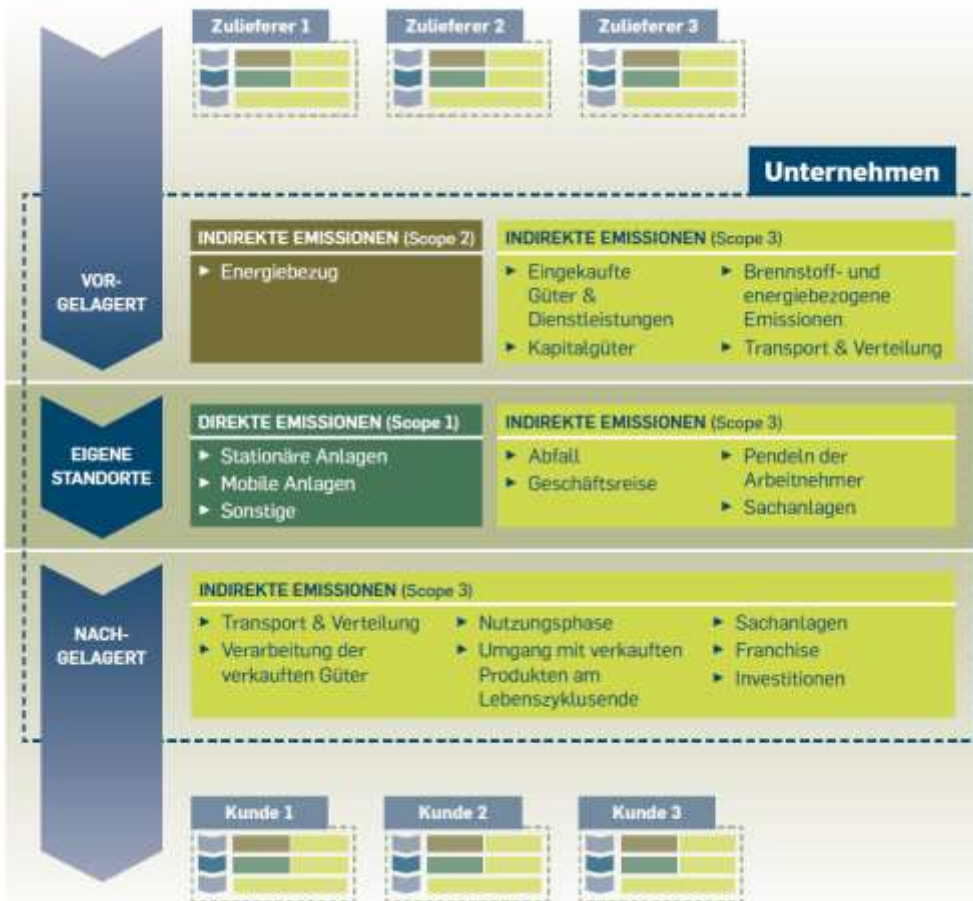 Zulieferer 1
Zulieferer 2
Zulieferer 3
Unternehmen
VOR-
GELAGERT
INDIREKTE EMISSIONEN (Scope 2)
▸ Energiebezug
INDIREKTE EMISSIONEN (Scope 3)
▸ Eingekaufte
Güter &
Dienstleistungen
▸ Kapitalgüter
▸ Brennstoff- und
energiebezogene
Emissionen
▸ Transport & Verteilung
EIGENE
STANDORTE
DIREKTE EMISSIONEN (Scope 1)
▸ Stationäre Anlagen
▸ Mobile Anlagen
▸ Sonstige
INDIREKTE EMISSIONEN (Scope 3)
▸ Abfall
▸ Geschäftsreise
▸ Pendeln der
Arbeitnehmer
▸ Sachanlagen
NACH-
GELAGERT
INDIREKTE EMISSIONEN (Scope 3)
▸ Transport & Verteilung
▸ Verarbeitung der
verkauften Güter
▸ Nutzungsphase
▸ Umgang mit verkauften
Produkten am
Lebenszyklusende
▸ Sachanlagen
▸ Franchise
▸ Investitionen
Kunde 1
Kunde 2
Kunde 3